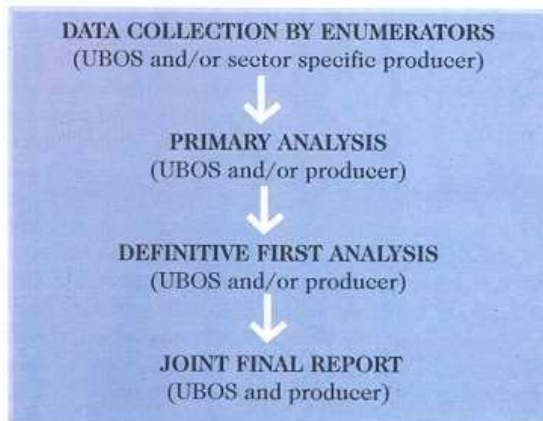 DATA COLLECTION BY ENUMERATORS
(UBOS and/or sector specific producer)
PRIMARY ANALYSIS
(UBOS and/or producer)
DEFINITIVE FIRST ANALYSIS
(UBOS and/or producer)
JOINT FINAL REPORT
(UBOS and producer)